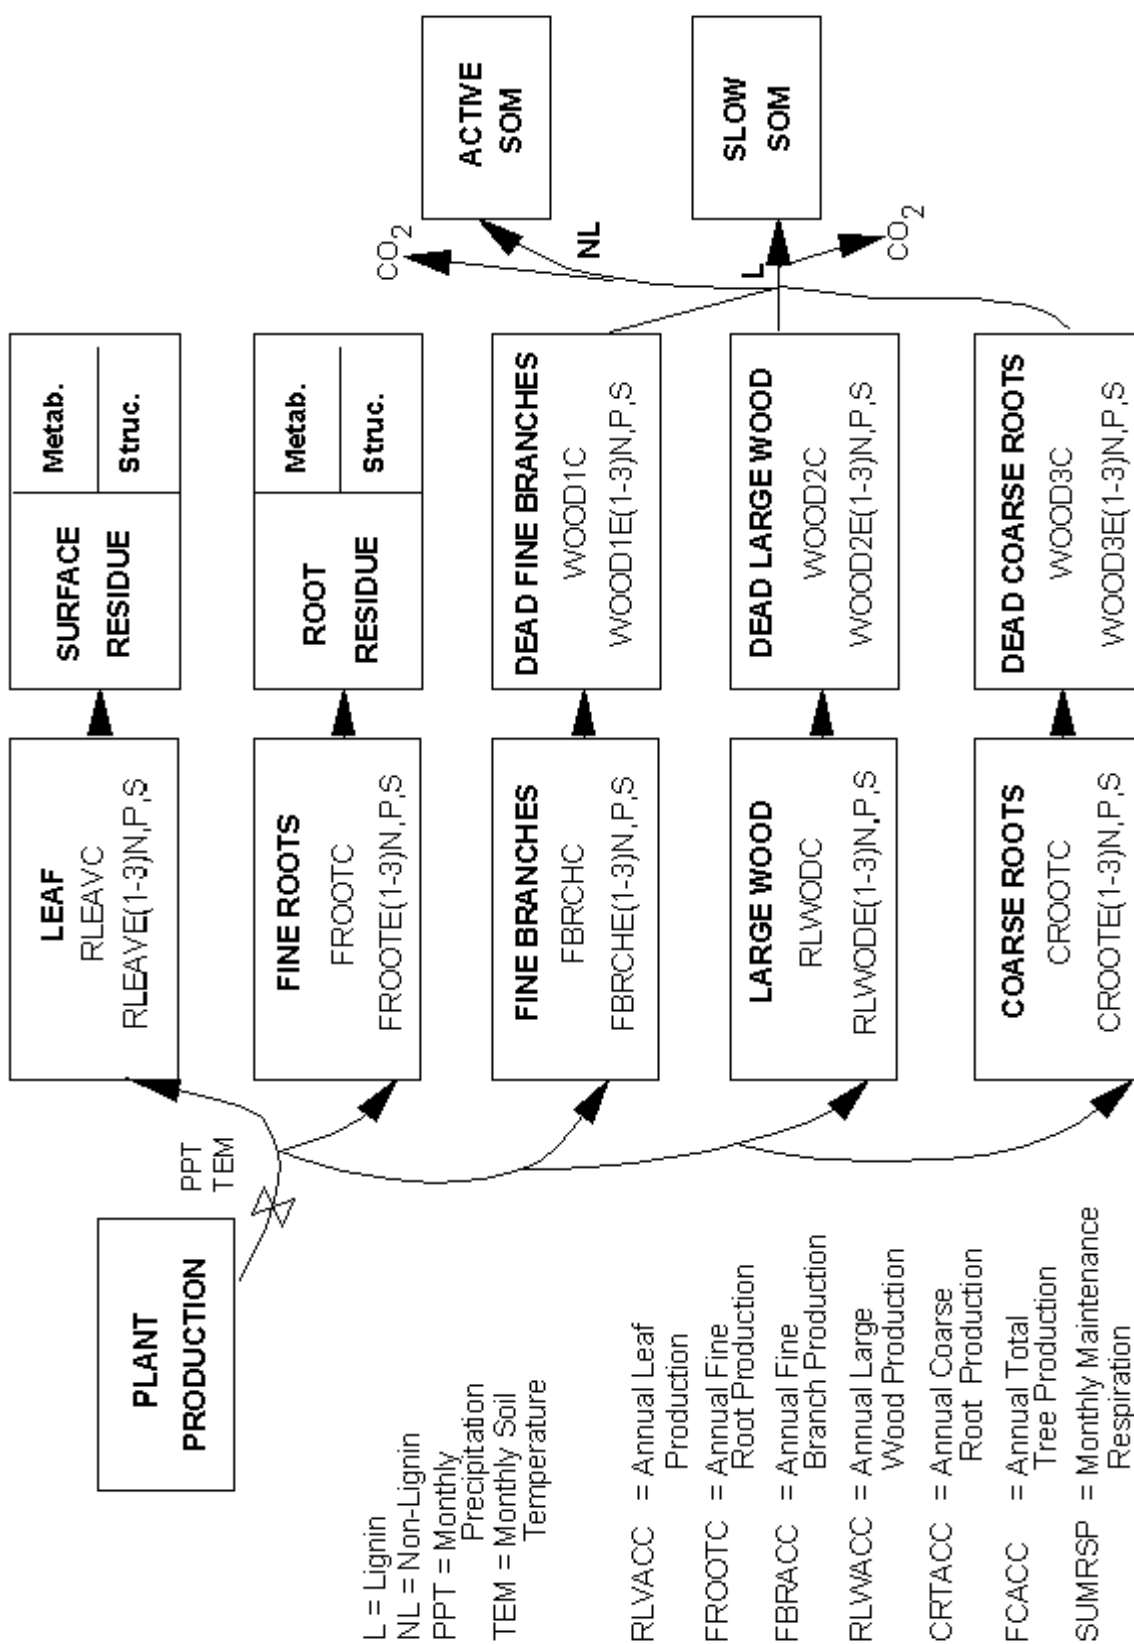 PLANT
PRODUCTION
PPT
TEM
LEAF
RLEAVC
RLEAVE(1-3)N,P,S
SURFACE
RESIDUE
Metab.
Struc.
FINE ROOTS
FROOTC
FROOTE(1-3)N,P,S
ROOT
RESIDUE
Metab.
Struc.
FINE BRANCHES
FBRCHC
FBRCHE(1-3)N,P,S
DEAD FINE BRANCHES
WOOD1C
WOOD1E(1-3)N,P,S
LARGE WOOD
RLWODC
RLWODE(1-3)N,P,S
DEAD LARGE WOOD
WOOD2C
WOOD2E(1-3)N,P,S
COARSE ROOTS
CROOTC
CROOTE(1-3)N,P,S
DEAD COARSE ROOTS
WOOD3C
WOOD3E(1-3)N,P,S
CO2
NL
ACTIVE
SOM
L
SLOW
SOM
CO2
L = Lignin
NL = Non-Lignin
PPT = Monthly
Precipitation
TEM = Monthly Soil
Temperature
RLVACC = Annual Leaf
Production
FROOTC = Annual Fine
Root Production
FBRACC = Annual Fine
Branch Production
RLWACC = Annual Large
Wood Production
CRTACC = Annual Coarse
Root Production
FCACC = Annual Total
Tree Production
SUMRSP = Monthly Maintenance
Respiration